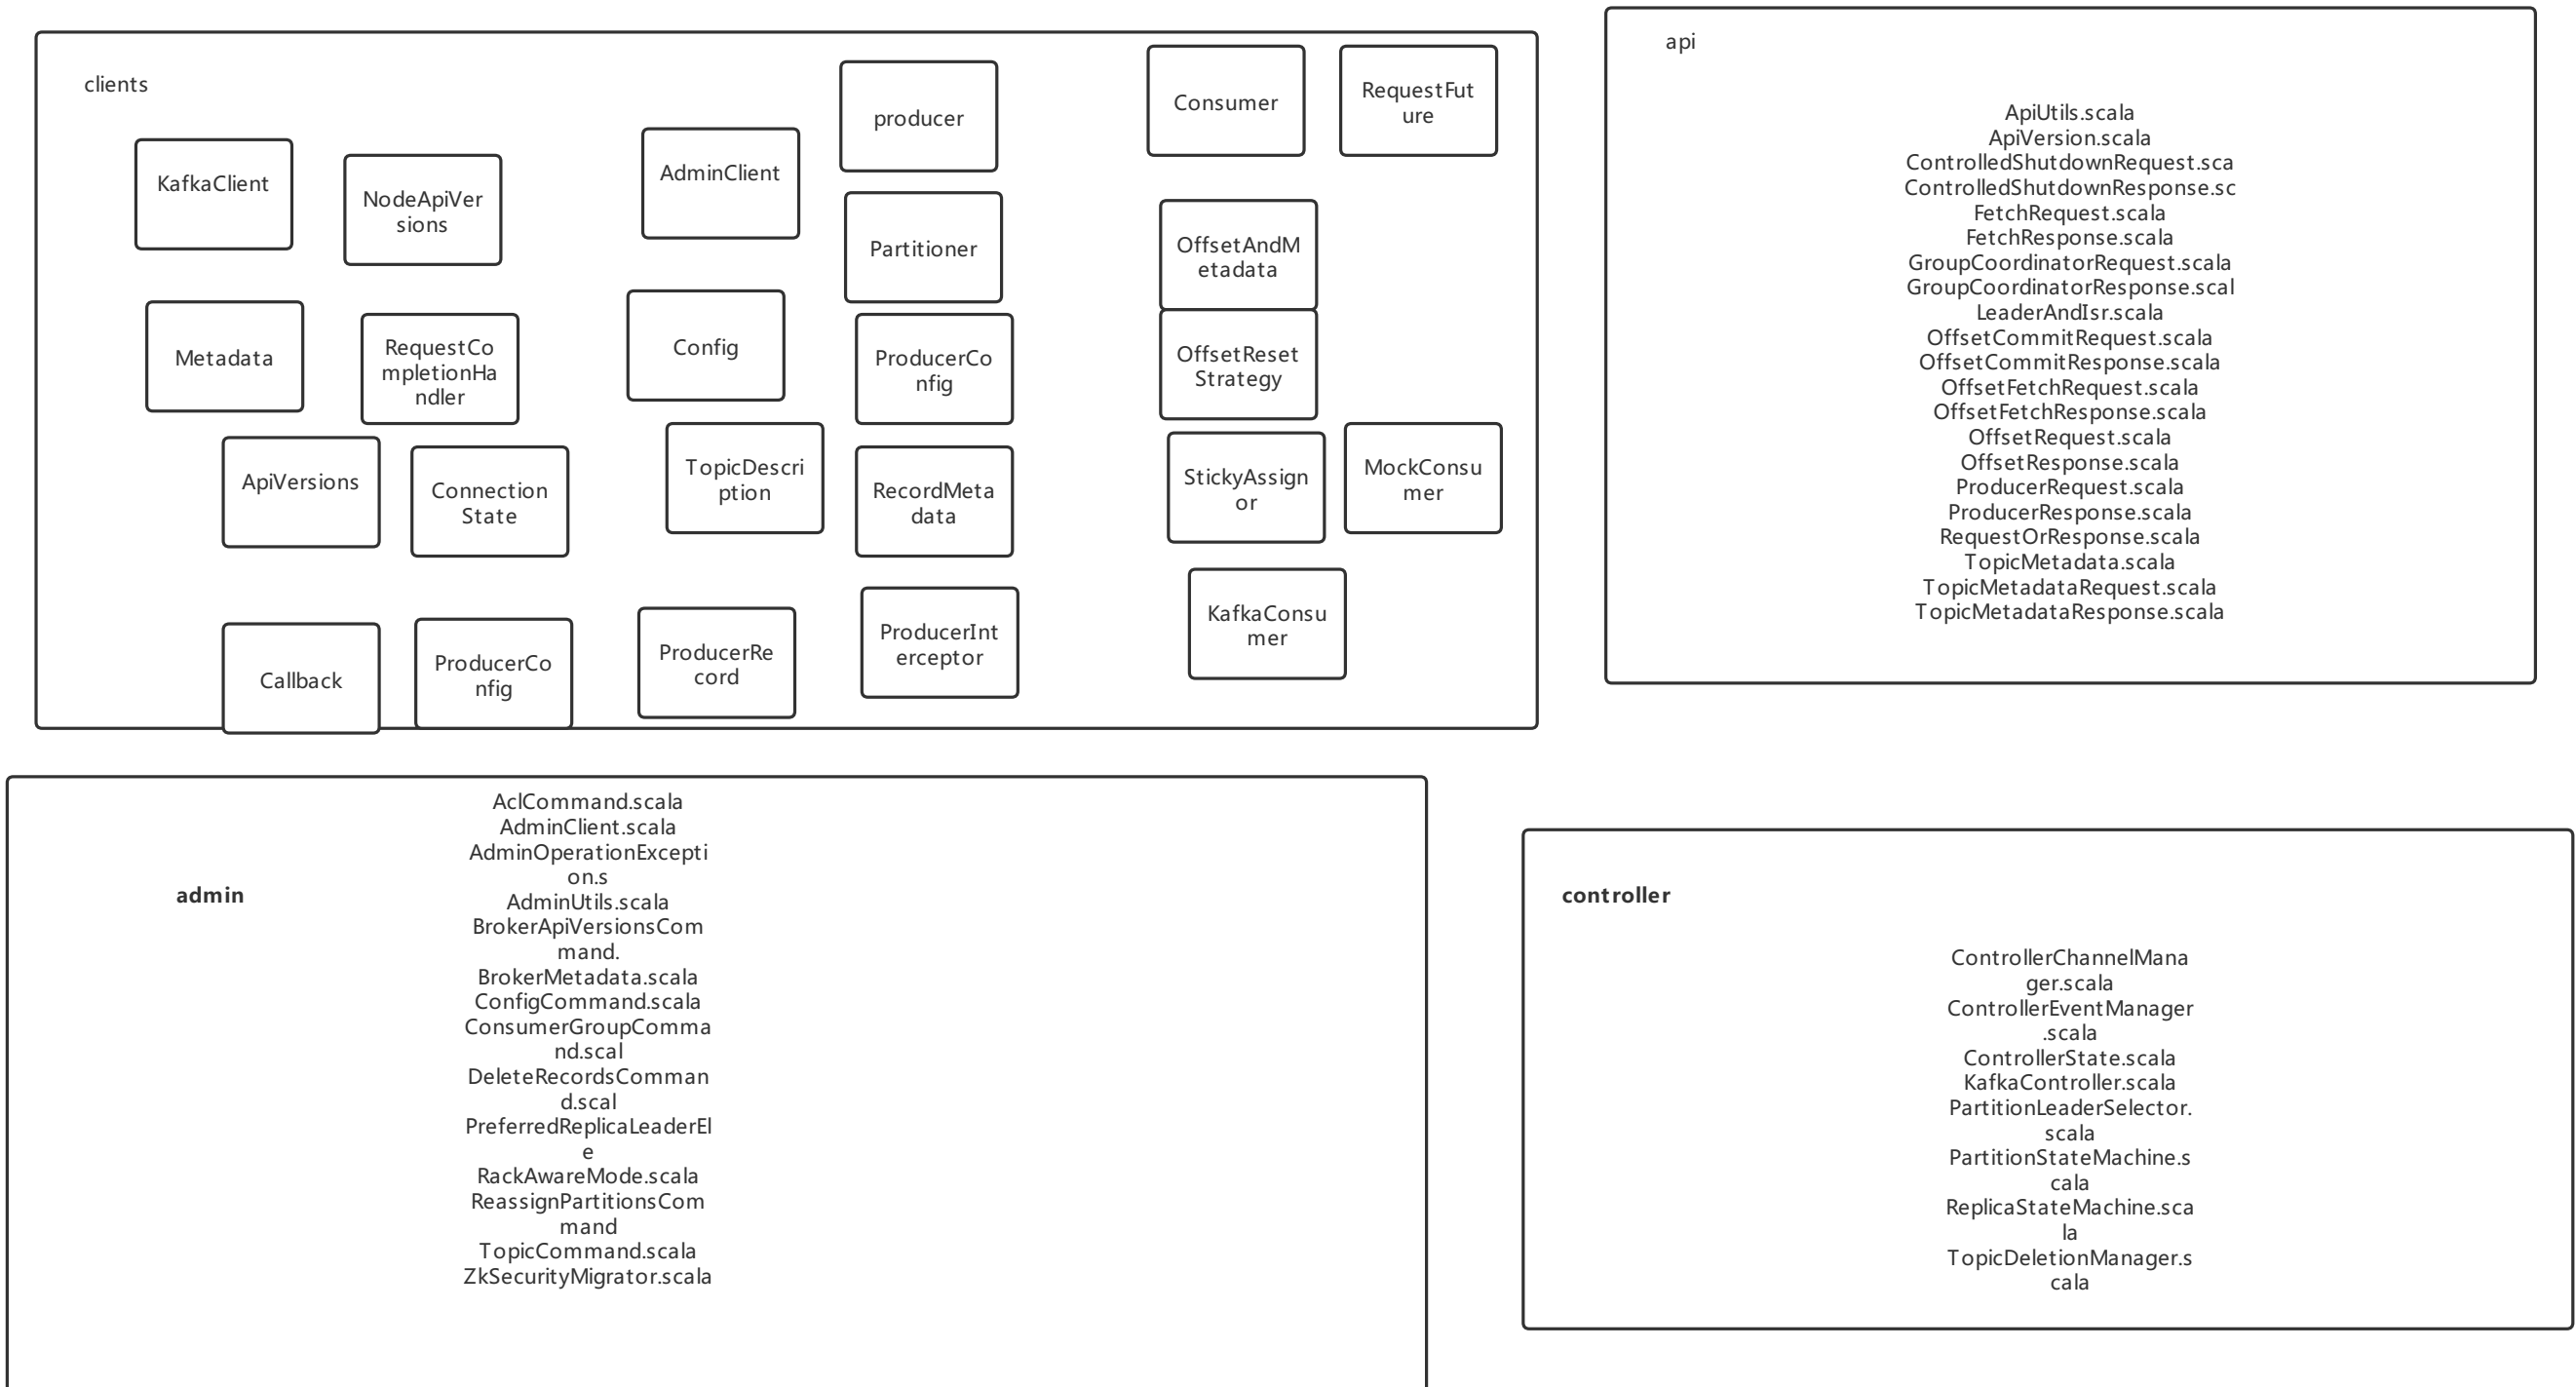 clients
KafkaClient
NodeApiVer
sions
AdminClient
producer
Consumer
RequestFut
ure
Partitioner
OffsetAndM
etadata
Metadata
RequestCo
mpletionHa
ndler
Config
ProducerCo
nfig
OffsetReset
Strategy
ApiVersions
Connection
State
TopicDescri
ption
RecordMeta
data
StickyAssign
or
MockConsu
mer
Callback
ProducerCo
nfig
ProducerRe
cord
ProducerInt
erceptor
KafkaConsu
mer
api
ApiUtils.scala
ApiVersion.scala
ControlledShutdownRequest.sca
ControlledShutdownResponse.sc
FetchRequest.scala
FetchResponse.scala
GroupCoordinatorRequest.scala
GroupCoordinatorResponse.scal
LeaderAndIsr.scala
OffsetCommitRequest.scala
OffsetCommitResponse.scala
OffsetFetchRequest.scala
OffsetFetchResponse.scala
OffsetRequest.scala
OffsetResponse.scala
ProducerRequest.scala
ProducerResponse.scala
RequestOrResponse.scala
TopicMetadata.scala
TopicMetadataRequest.scala
TopicMetadataResponse.scala
admin
AclCommand.scala
AdminClient.scala
AdminOperationExcepti
on.s
AdminUtils.scala
BrokerApiVersionsCom
mand.
BrokerMetadata.scala
ConfigCommand.scala
ConsumerGroupComma
nd.scal
DeleteRecordsComman
d.scal
PreferredReplicaLeaderEl
e
RackAwareMode.scala
ReassignPartitionsCom
mand
TopicCommand.scala
ZkSecurityMigrator.scala
controller
ControllerChannelMana
ger.scala
ControllerEventManager
.scala
ControllerState.scala
KafkaController.scala
PartitionLeaderSelector.
scala
PartitionStateMachine.s
cala
ReplicaStateMachine.sca
la
TopicDeletionManager.s
cala